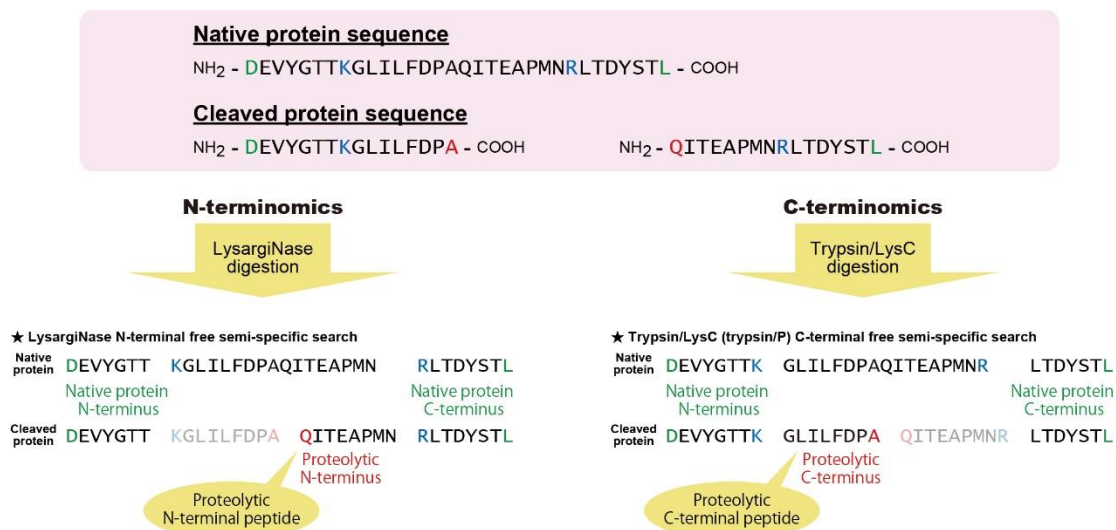 Native protein sequence
NH2 - DEVYGTTKGLILFDPAQITEAPMNRLTDYSTL - COOH
Cleaved protein sequence
NH2 - DEVYGTTKGLILFDPA - COOH
NH2 - QITEAPMNRLTDYSTL - COOH
N-terminomics
LysargiNase
digestion
★ LysargiNase N-terminal free semi-specific search
Native
protein
DEVYGTT KGLILFDPAQITEAPMN RLTDYSTL
Native protein
N-terminus
Native protein
C-terminus
Cleaved
protein
DEVYGTT KGLILFDPA QITEAPMN RLTDYSTL
Proteolytic
N-terminus
Proteolytic
N-terminal peptide
C-terminomics
Trypsin/LysC
digestion
★ Trypsin/LysC (trypsin/P) C-terminal free semi-specific search
Native
protein
DEVYGTTK GLILFDPAQITEAPMNR LTDYSTL
Native protein
N-terminus
Native protein
C-terminus
Cleaved
protein
DEVYGTTK GLILFDPA QITEAPMNR LTDYSTL
Proteolytic
C-terminus
Proteolytic
C-terminal peptide